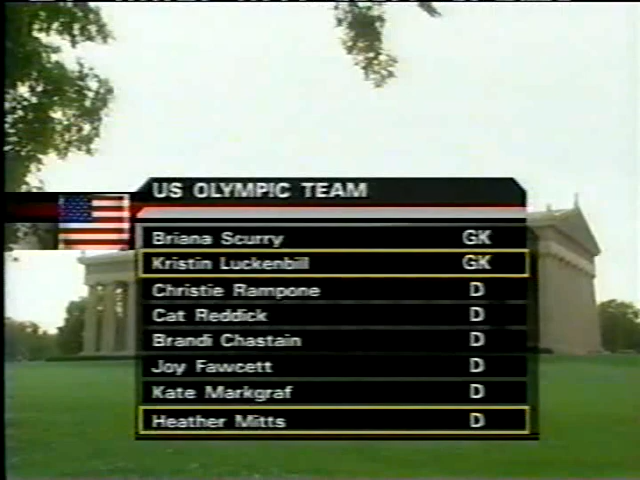 US OLYMPIC TEAM
Briana Scurry GK
Kristin Luckenbill GK
Christie Rampone D
Cat Reddick D
Brandi Chastain D
Joy Fawcett D
Kate Markgraf D
Heather Mitts D